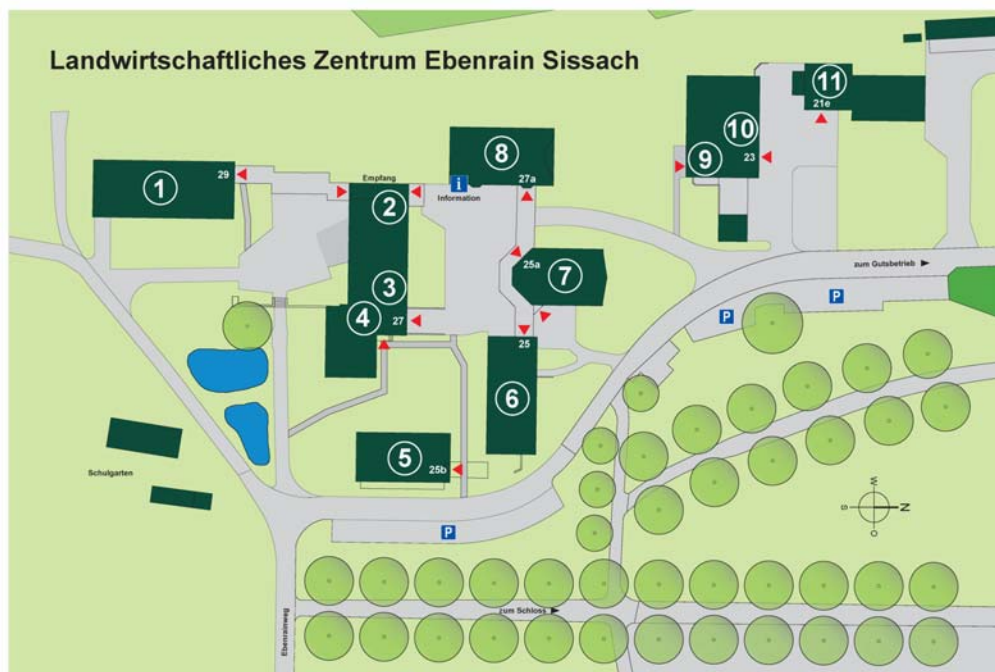 Landwirtschaftliches Zentrum Ebenrain Sissach
11
21e
10
23
9
8
27a
i
Information
Empfang
1
29
2
3
27
4
25a
7
25
6
5
25b
zum Gutsbetrieb
P
P
P
Schulgarten
W
S
N
O
zum Schloss
Ebenrainweg